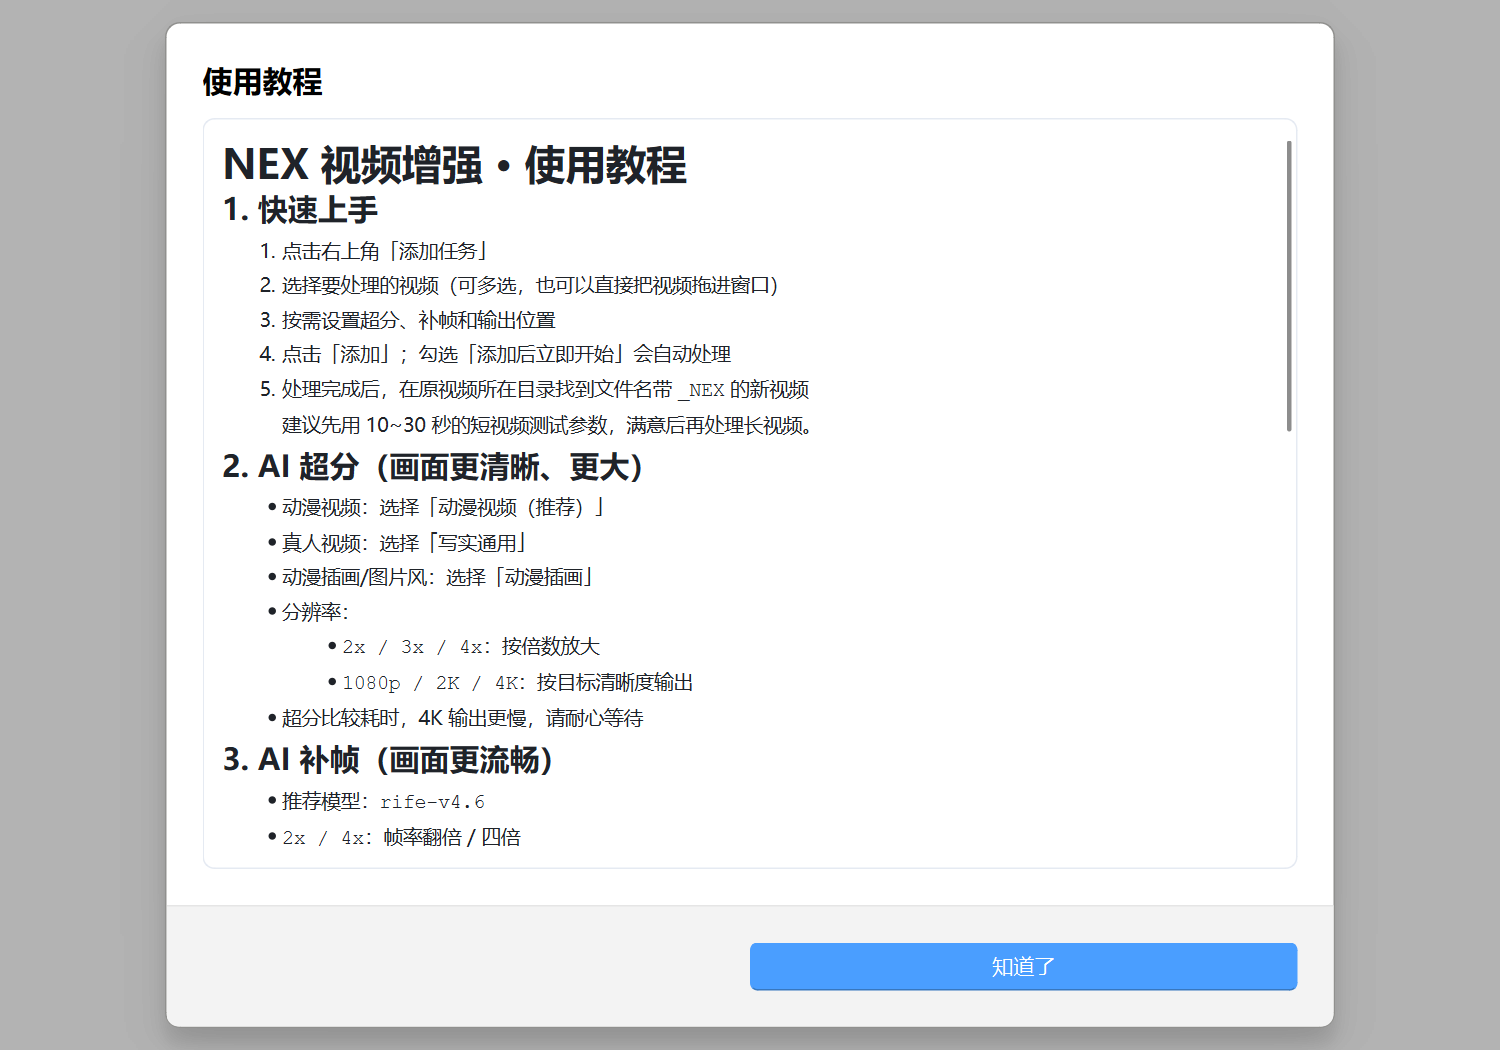 使用教程
NEX 视频增强 • 使用教程
1. 快速上手
1. 点击右上角「添加任务」
2. 选择要处理的视频（可多选，也可以直接把视频拖进窗口）
3. 按需设置超分、补帧和输出位置
4. 点击「添加」；勾选「添加后立即开始」会自动处理
5. 处理完成后，在原视频所在目录找到文件名带 _NEX 的新视频
建议先用 10~30 秒的短视频测试参数，满意后再处理长视频。
2. AI 超分（画面更清晰、更大）
• 动漫视频：选择「动漫视频（推荐）」
• 真人视频：选择「写实通用」
• 动漫插画/图片风：选择「动漫插画」
• 分辨率：
• 2x / 3x / 4x：按倍数放大
• 1080p / 2K / 4K：按目标清晰度输出
• 超分比较耗时，4K 输出更慢，请耐心等待
3. AI 补帧（画面更流畅）
• 推荐模型：rife-v4.6
• 2x / 4x：帧率翻倍 / 四倍
知道了